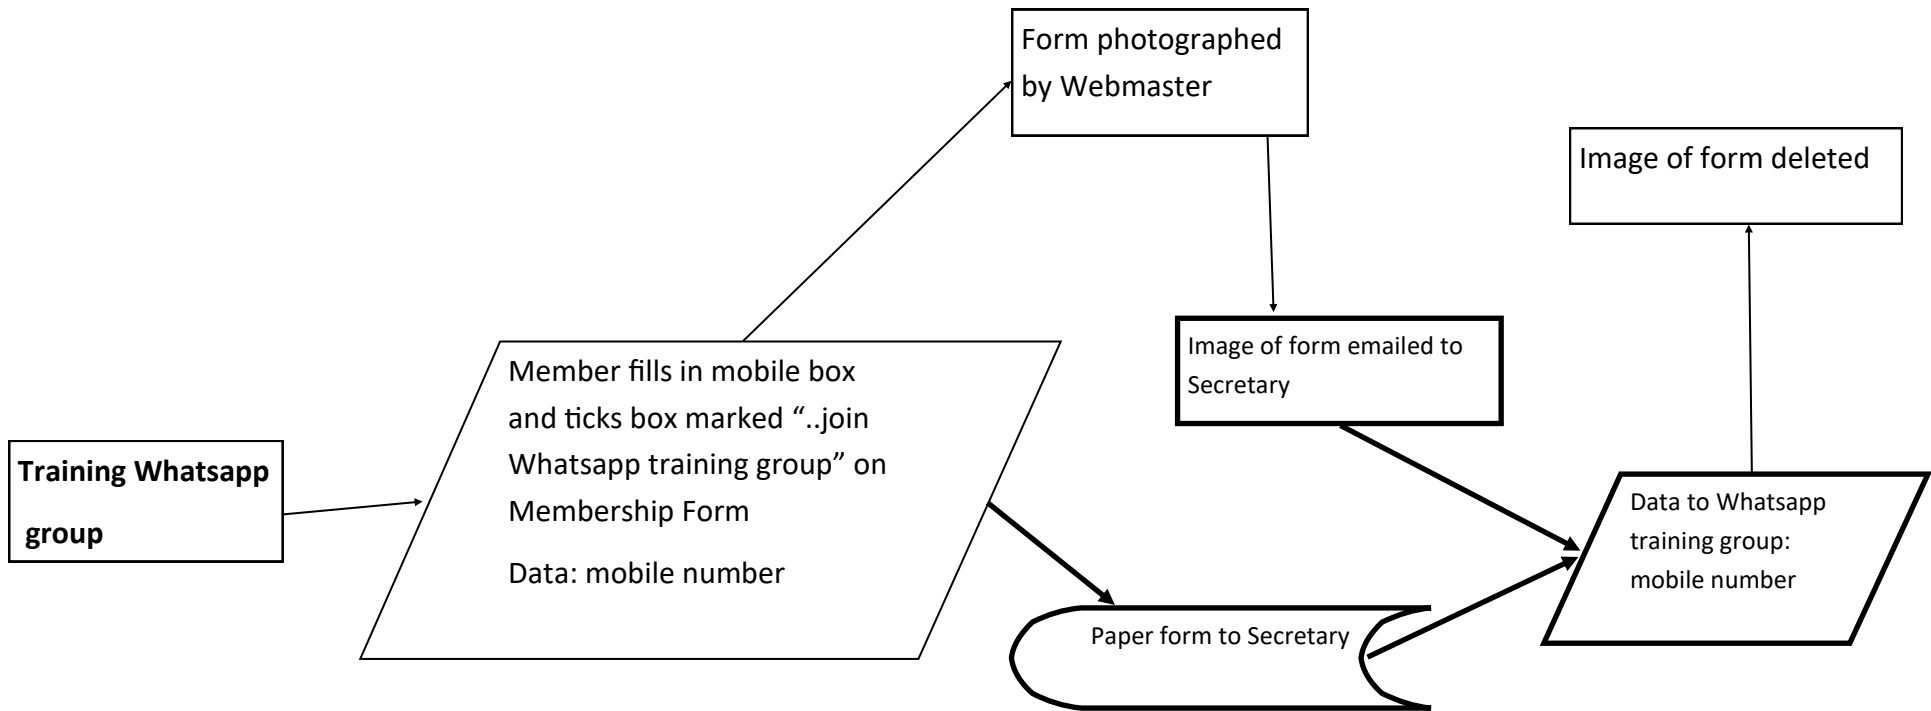 Training Whatsapp
group
Member fills in mobile box
and ticks box marked “..join
Whatsapp training group” on
Membership Form
Data: mobile number
Form photographed
by Webmaster
Image of form emailed to
Secretary
Paper form to Secretary
Data to Whatsapp
training group:
mobile number
Image of form deleted